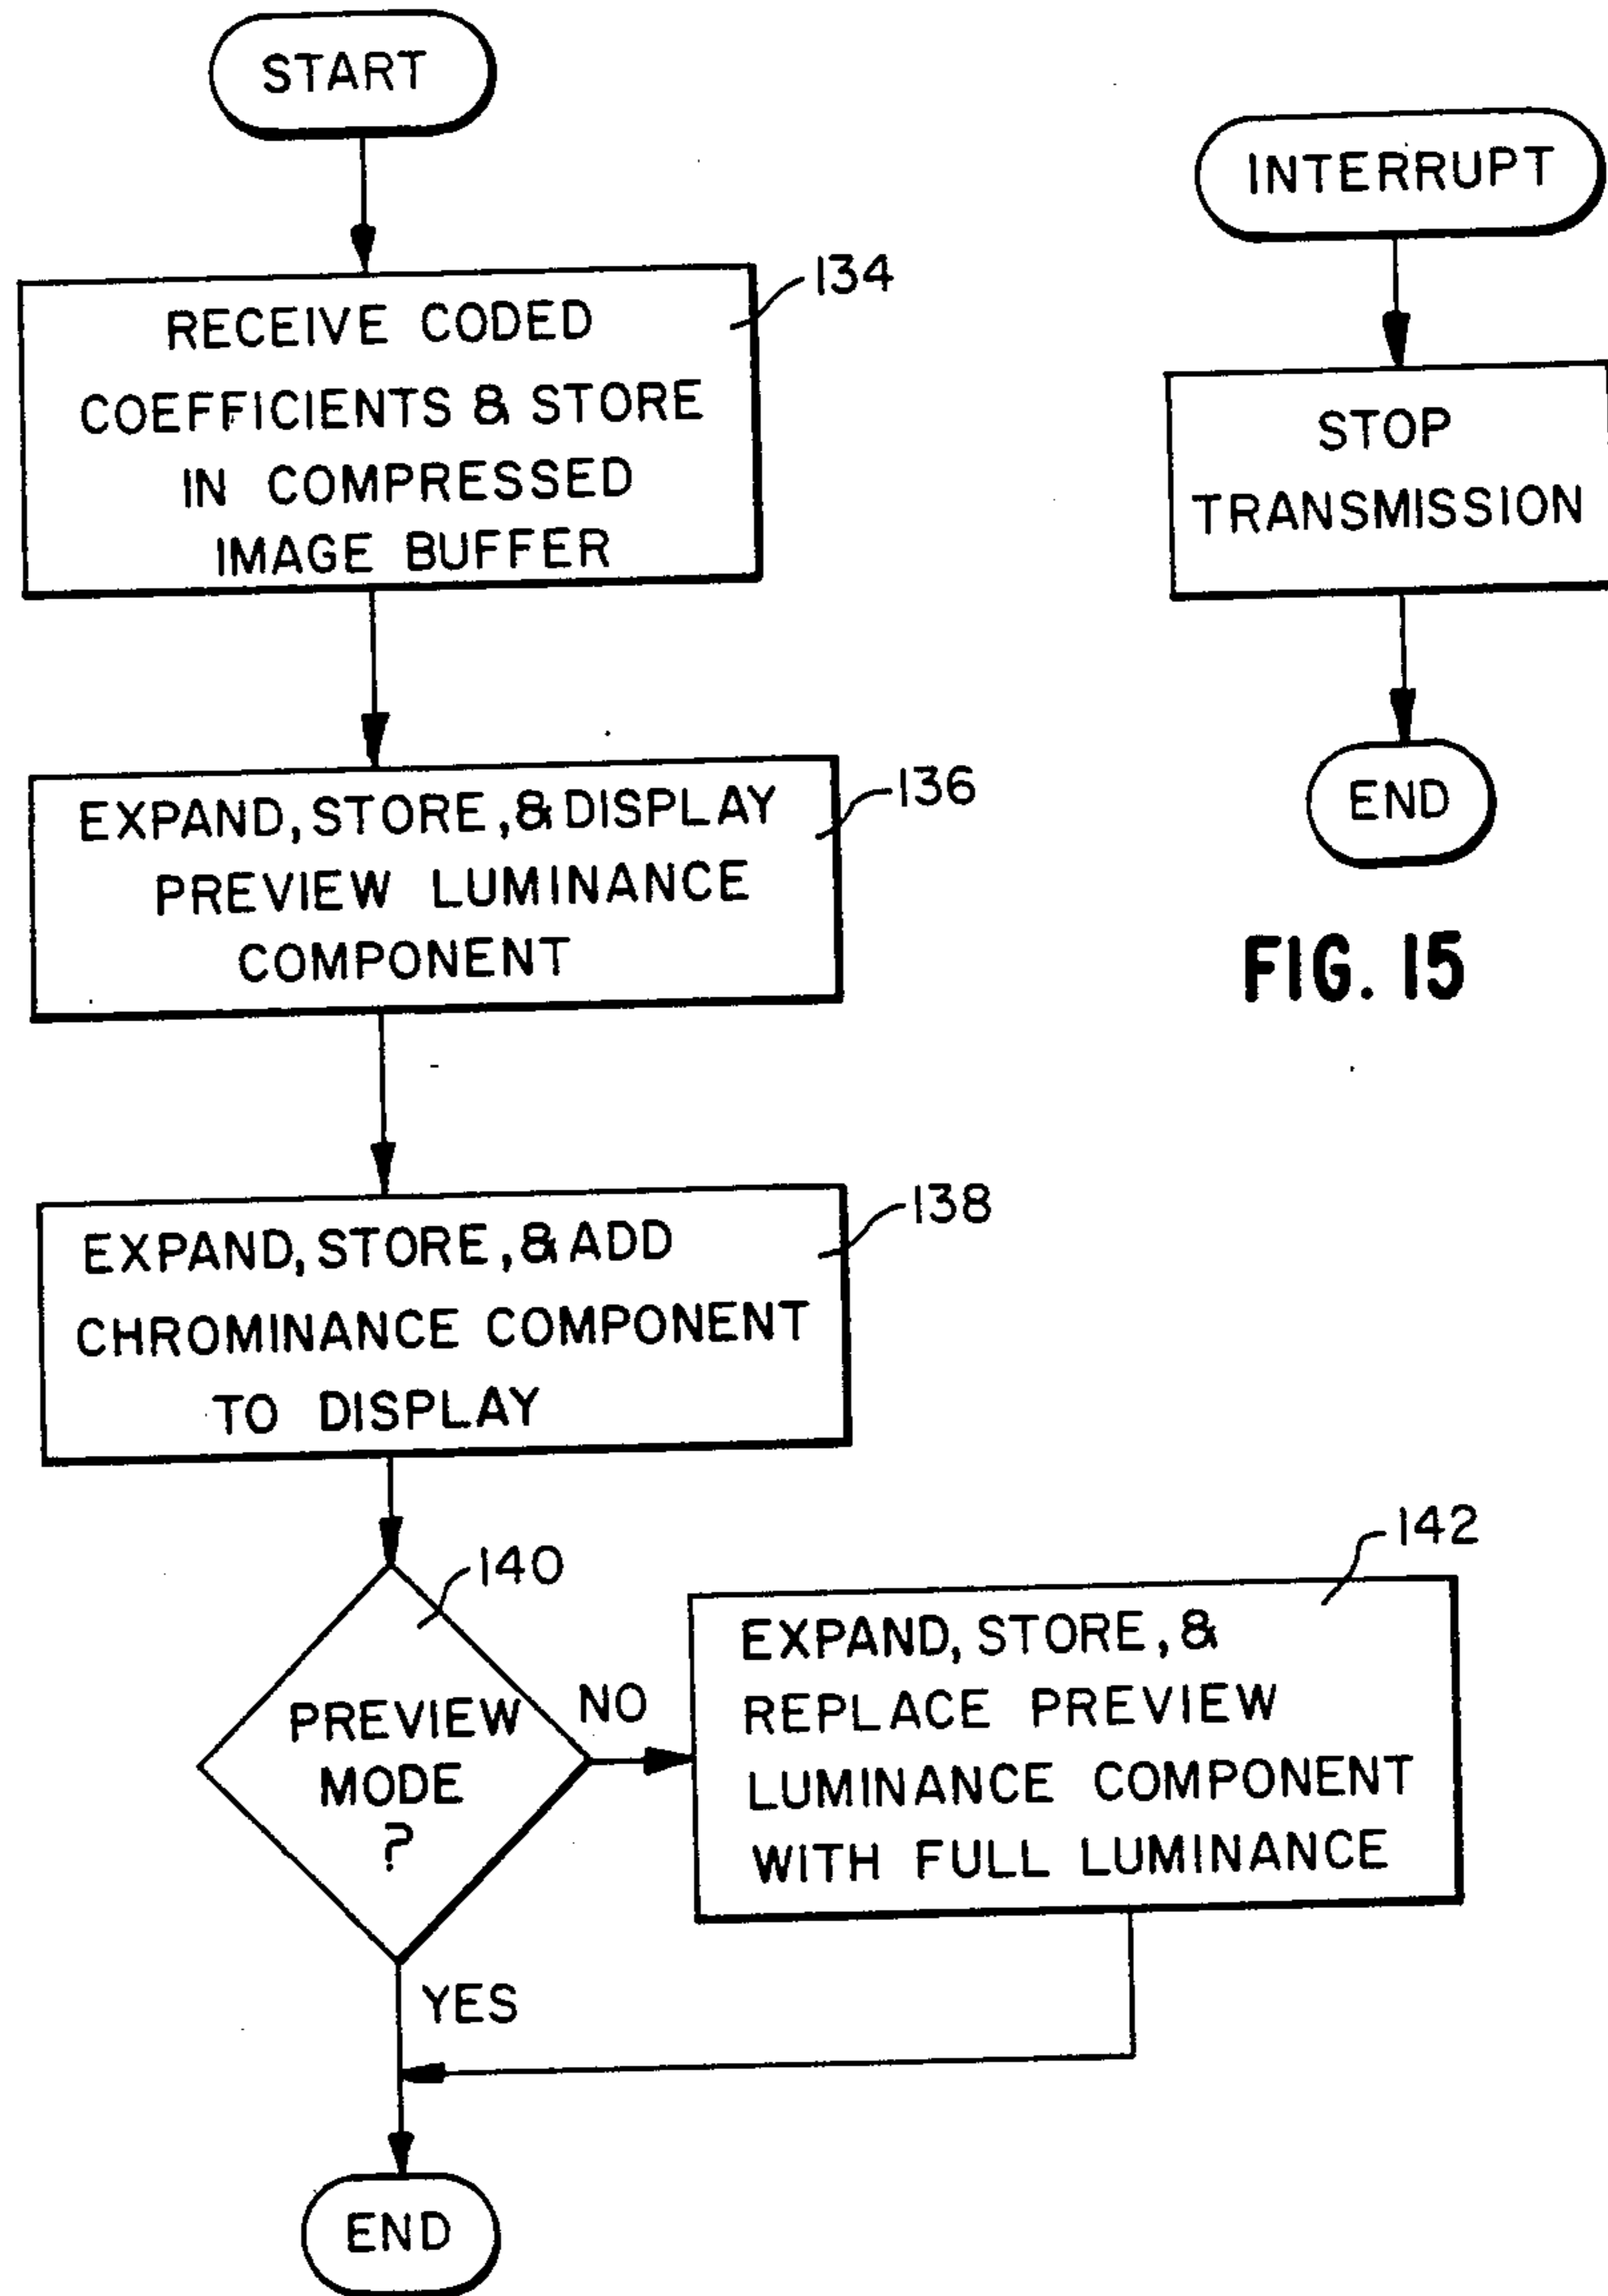 START
134
RECEIVE CODED
COEFFICIENTS & STORE
IN COMPRESSED
IMAGE BUFFER
136
EXPAND, STORE, & DISPLAY
PREVIEW LUMINANCE
COMPONENT
138
EXPAND, STORE, & ADD
CHROMINANCE COMPONENT
TO DISPLAY
140
PREVIEW
MODE
?
NO
YES
142
EXPAND, STORE, &
REPLACE PREVIEW
LUMINANCE COMPONENT
WITH FULL LUMINANCE
END
INTERRUPT
STOP
TRANSMISSION
END
FIG. 15